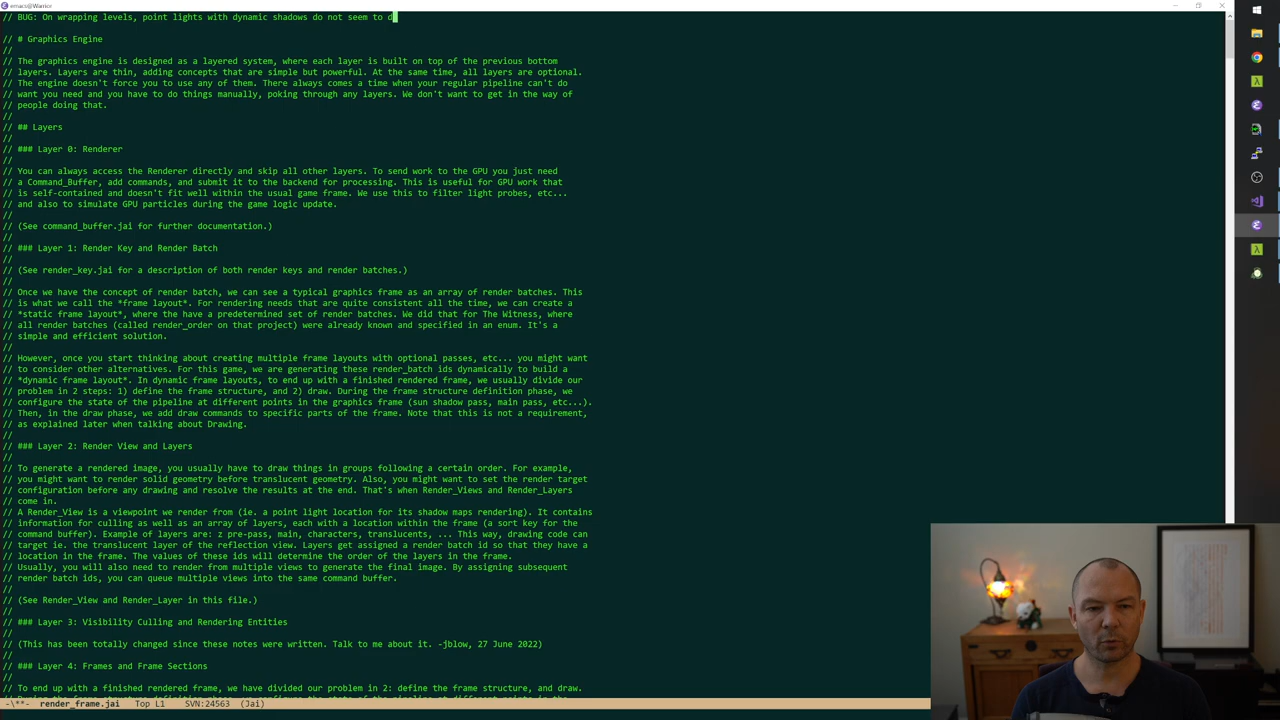 emacs@Warrior
// BUG: On wrapping levels, point lights with dynamic shadows do not seem to d
// # Graphics Engine
//
// The graphics engine is designed as a layered system, where each layer is built on top of the previous bottom
// layers. Layers are thin, adding concepts that are simple but powerful. At the same time, all layers are optional.
// The engine doesn't force you to use any of them. There always comes a time when your regular pipeline can't do
// want you need and you have to do things manually, poking through any layers. We don't want to get in the way of
// people doing that.
//
// ## Layers
//
// ### Layer 0: Renderer
//
// You can always access the Renderer directly and skip all other layers. To send work to the GPU you just need
// a Command_Buffer, add commands, and submit it to the backend for processing. This is useful for GPU work that
// is self-contained and doesn't fit well within the usual game frame. We use this to filter light probes, etc...
// and also to simulate GPU particles during the game logic update.
//
// (See command_buffer.jai for further documentation.)
//
// ### Layer 1: Render Key and Render Batch
//
// (See render_key.jai for a description of both render keys and render batches.)
//
// Once we have the concept of render batch, we can see a typical graphics frame as an array of render batches. This
// is what we call the *frame layout*. For rendering needs that are quite consistent all the time, we can create a
// *static frame layout*, where the have a predetermined set of render batches. We did that for The Witness, where
// all render batches (called render_order on that project) were already known and specified in an enum. It's a
// simple and efficient solution.
//
// However, once you start thinking about creating multiple frame layouts with optional passes, etc... you might want
// to consider other alternatives. For this game, we are generating these render_batch ids dynamically to build a
// *dynamic frame layout*. In dynamic frame layouts, to end up with a finished rendered frame, we usually divide our
// problem in 2 steps: 1) define the frame structure, and 2) draw. During the frame structure definition phase, we
// configure the state of the pipeline at different points in the graphics frame (sun shadow pass, main pass, etc...).
// Then, in the draw phase, we add draw commands to specific parts of the frame. Note that this is not a requirement,
// as explained later when talking about Drawing.
//
// ### Layer 2: Render View and Layers
//
// To generate a rendered image, you usually have to draw things in groups following a certain order. For example,
// you might want to render solid geometry before translucent geometry. Also, you might want to set the render target
// configuration before any drawing and resolve the results at the end. That's when Render_Views and Render_Layers
// come in.
// A Render_View is a viewpoint we render from (ie. a point light location for its shadow maps rendering). It contains
// information for culling as well as an array of layers, each with a location within the frame (a sort key for the
// command buffer). Example of layers are: z pre-pass, main, characters, translucents, ... This way, drawing code can
// target ie. the translucent layer of the reflection view. Layers get assigned a render batch id so that they have a
// location in the frame. The values of these ids will determine the order of the layers in the frame.
// Usually, you will also need to render from multiple views to generate the final image. By assigning subsequent
// render batch ids, you can queue multiple views into the same command buffer.
//
// (See Render_View and Render_Layer in this file.)
//
// ### Layer 3: Visibility Culling and Rendering Entities
//
// (This has been totally changed since these notes were written. Talk to me about it. -jblow, 27 June 2022)
//
// ### Layer 4: Frames and Frame Sections
//
// To end up with a finished rendered frame, we have divided our problem in 2: define the frame structure, and draw.
-\**- render_frame.jai Top L1 SVN:24563 (Jai)